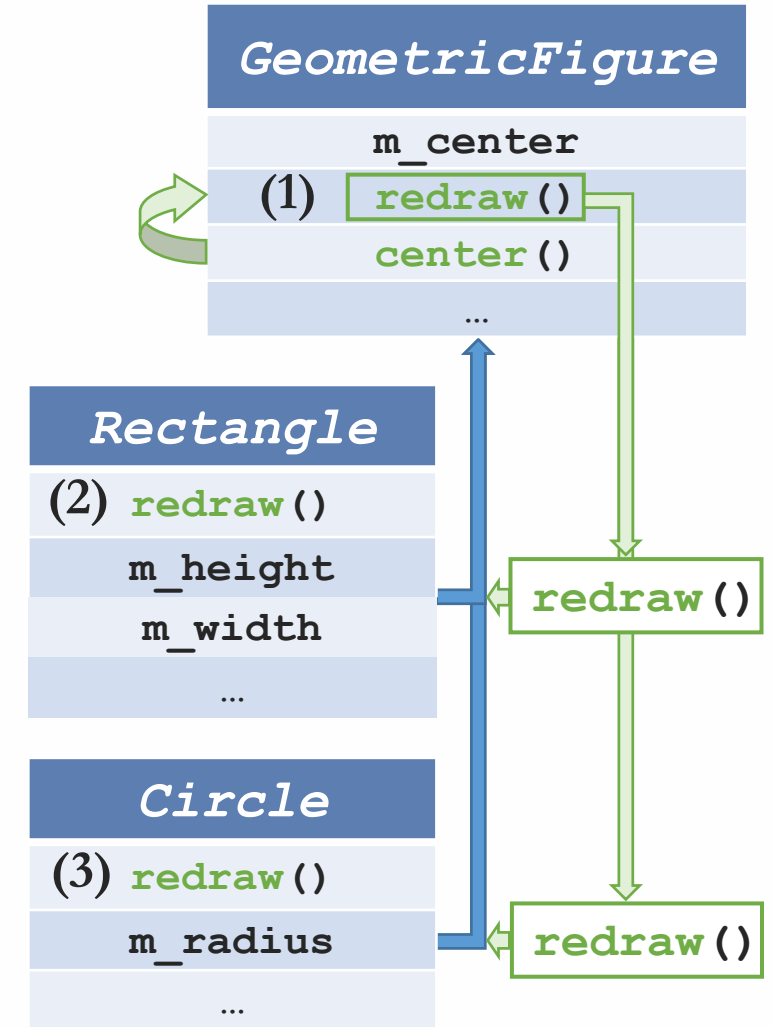 GeometricFigure
m_center
(1) redraw()
center()
…
Rectangle
(2) redraw()
m_height
m_width
…
redraw()
Circle
(3) redraw()
m_radius
…
redraw()